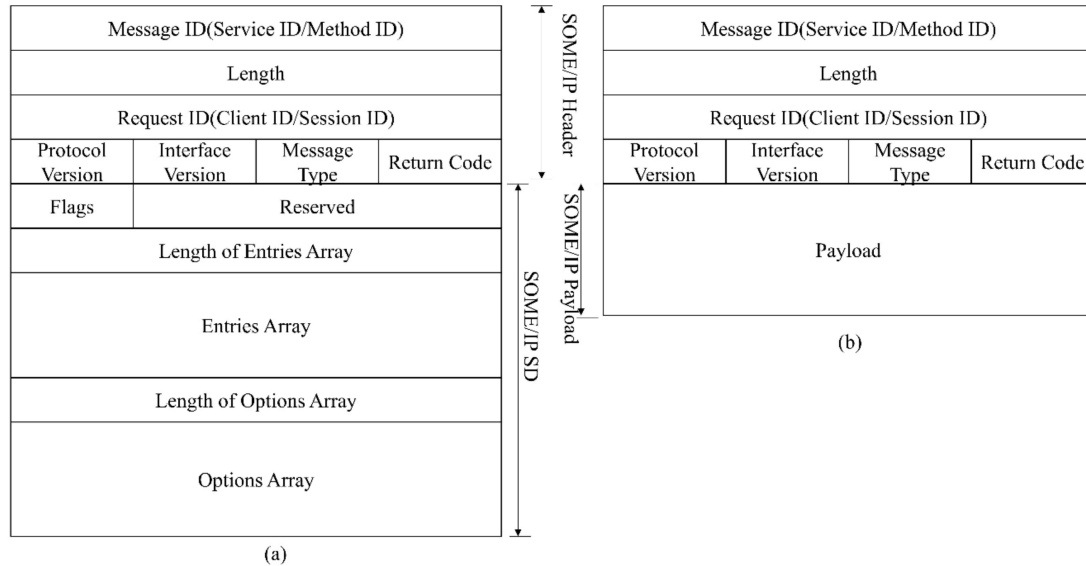 Message ID(Service ID/Method ID)
Length
Request ID(Client ID/Session ID)
Protocol
Version
Interface
Version
Message
Type
Return Code
Flags
Reserved
Length of Entries Array
Entries Array
Length of Options Array
Options Array
(a)
SOME/IP SD
SOME/IP Header
SOME/IP Payload
Message ID(Service ID/Method ID)
Length
Request ID(Client ID/Session ID)
Protocol
Version
Interface
Version
Message
Type
Return Code
Payload
(b)